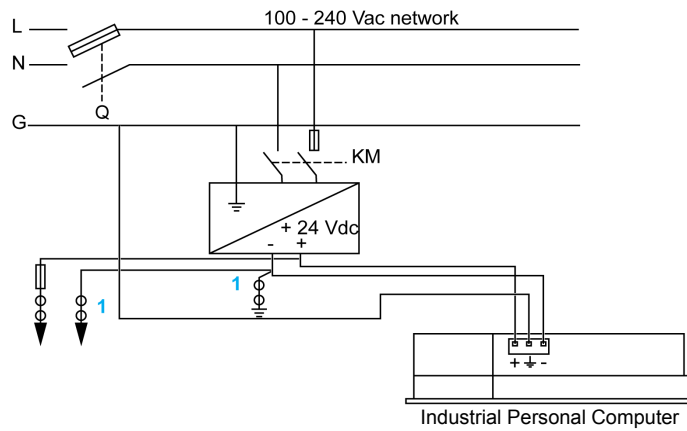 100 - 240 Vac network
L
N
Q
G
KM
+ 24 Vdc
- +
1
1
+ -
Industrial Personal Computer